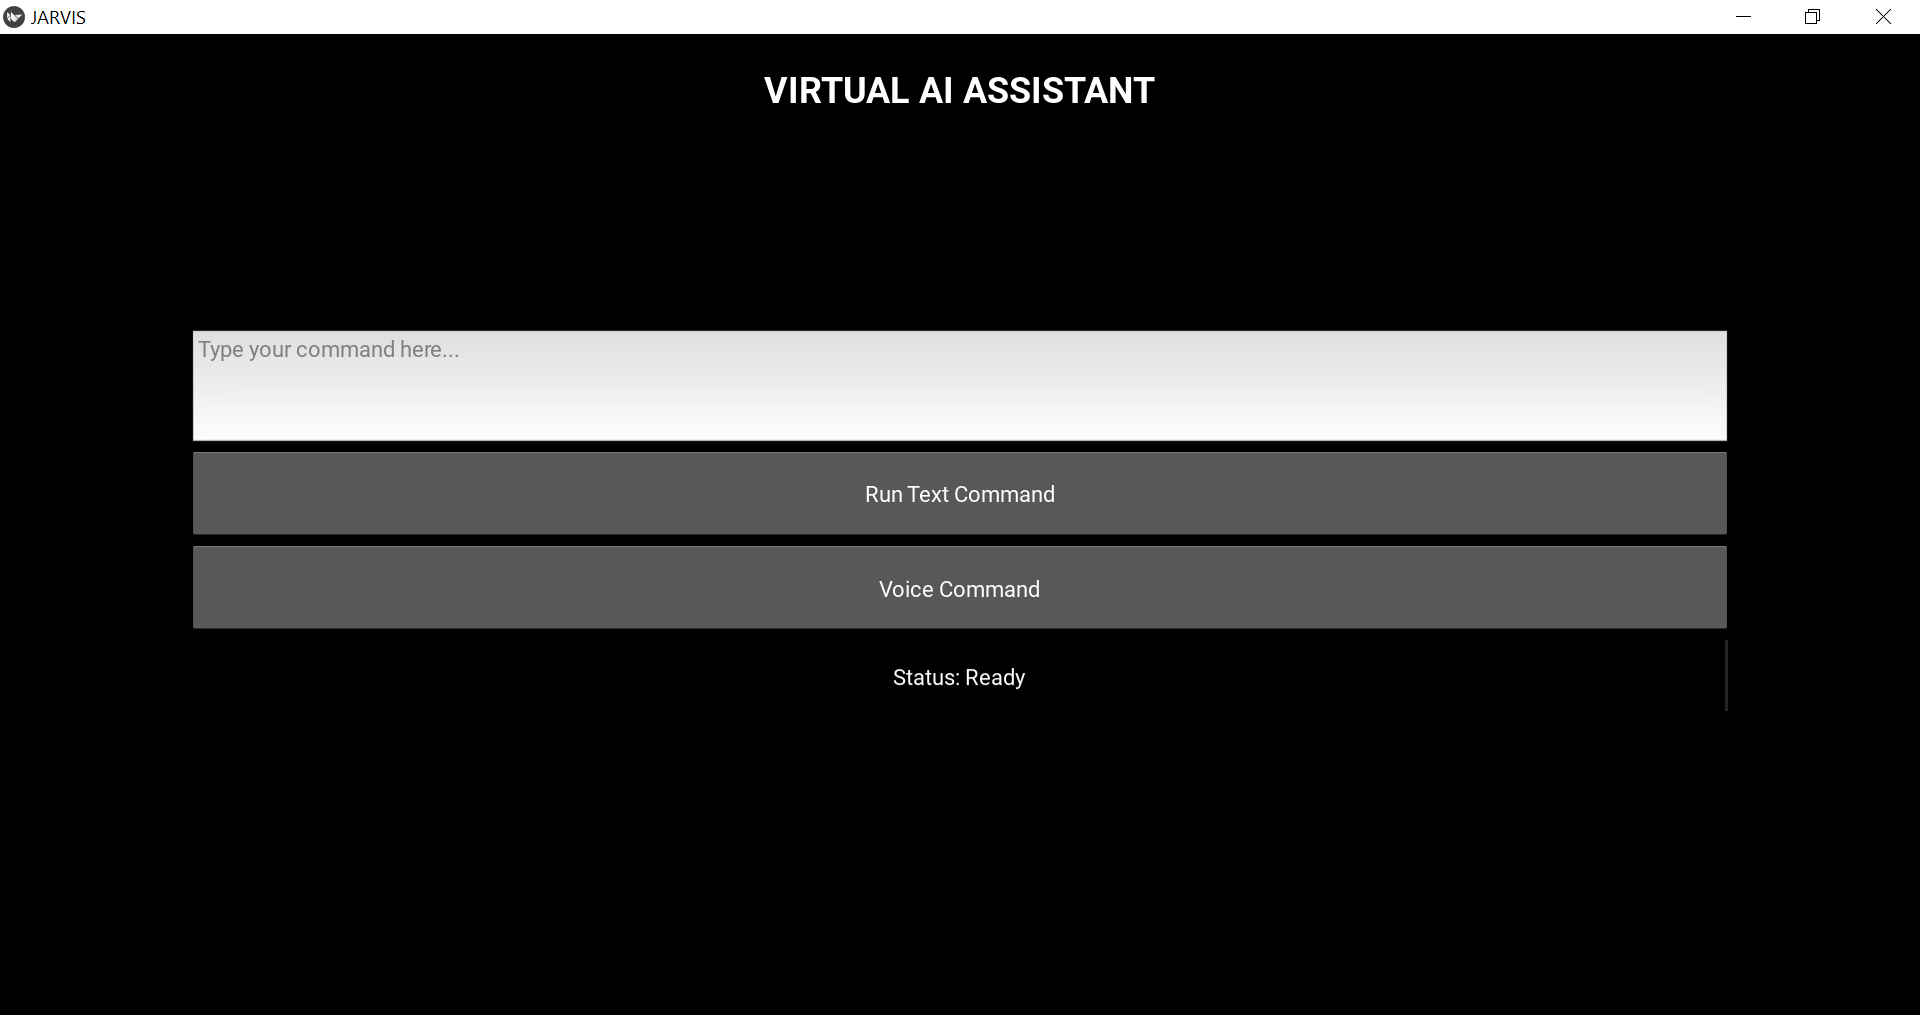 JARVIS
VIRTUAL AI ASSISTANT
Type your command here...
Run Text Command
Voice Command
Status: Ready